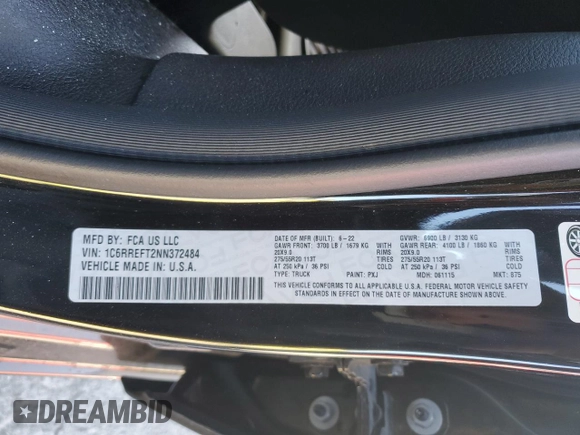 MFD BY: FCA US LLC
VIN: 1C6RREFT2NN372484
VEHICLE MADE IN: U.S.A.
DATE OF MFR (BUILT) 6-22 GVWR: 6900 LB / 3130 KG
GAWR FRONT: 3700 LB / 1679 KG WITH GAWR REAR: 4100 LB / 1860 KG WITH
20X9.0 RIMS 20X9.0 RIMS
275/55R20 113T TIRES 275/55R20 113T TIRES
AT 250 kPa / 36 PSI COLD AT 250 kPa / 36 PSI COLD
TYPE: TRUCK PAINT: PXJ MDH: 061115 MKT: 875
THIS VEHICLE CONFORMS TO ALL APPLICABLE U.S.A. FEDERAL MOTOR VEHICLE SAFETY
STANDARDS IN EFFECT ON THE DATE OF MANUFACTURE SHOWN ABOVE.
DREAMBID